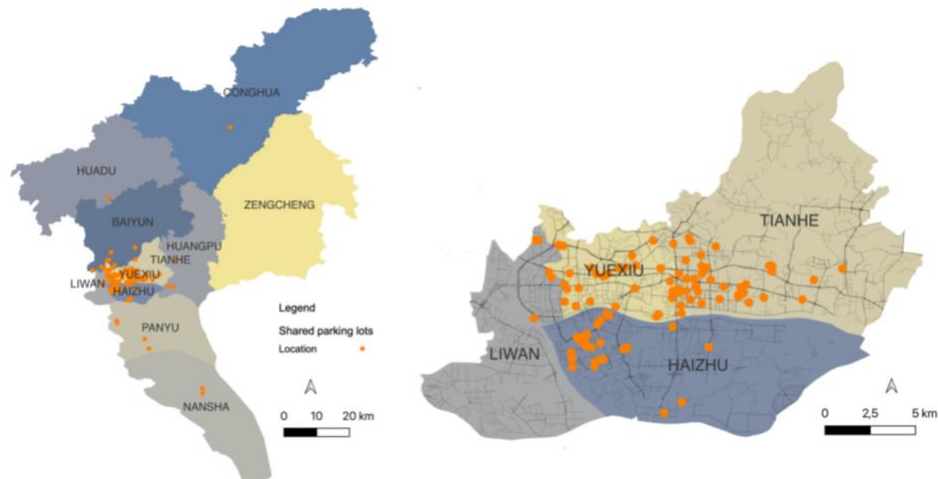 CONGHUA
HUADU
BAIYUN
ZENGCHENG
HUANGPU
TIANHE
YUEXIU
LIWAN
HAIZHU
PANYU
NANSHA
Legend
Shared parking lots
Location
0 10 20 km
TIANHE
YUEXIU
LIWAN
HAIZHU
0 2,5 5 km